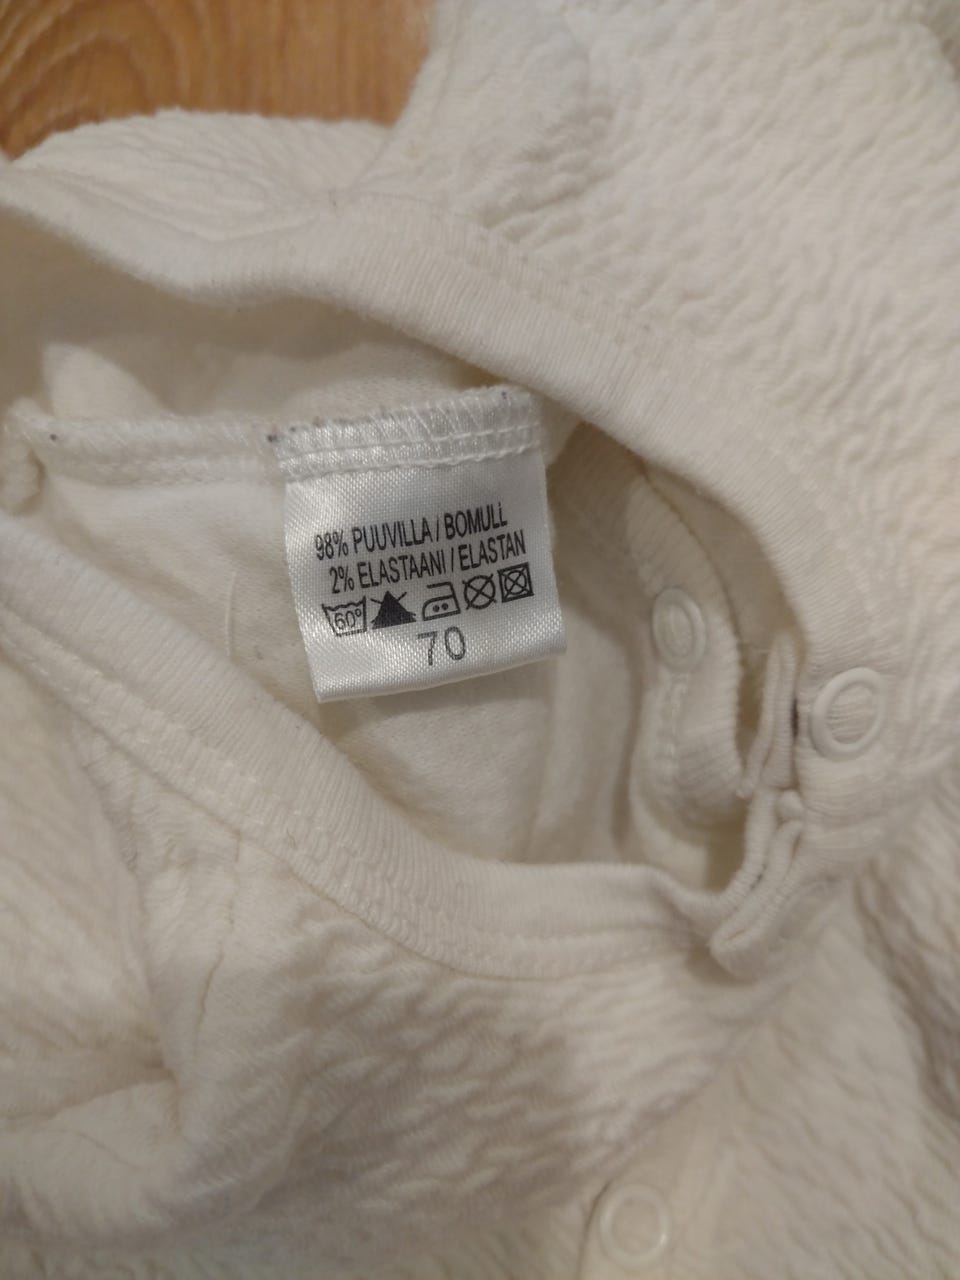 98% PUUVILLA / BOMULL
2% ELASTAANI / ELASTAN
60°
70